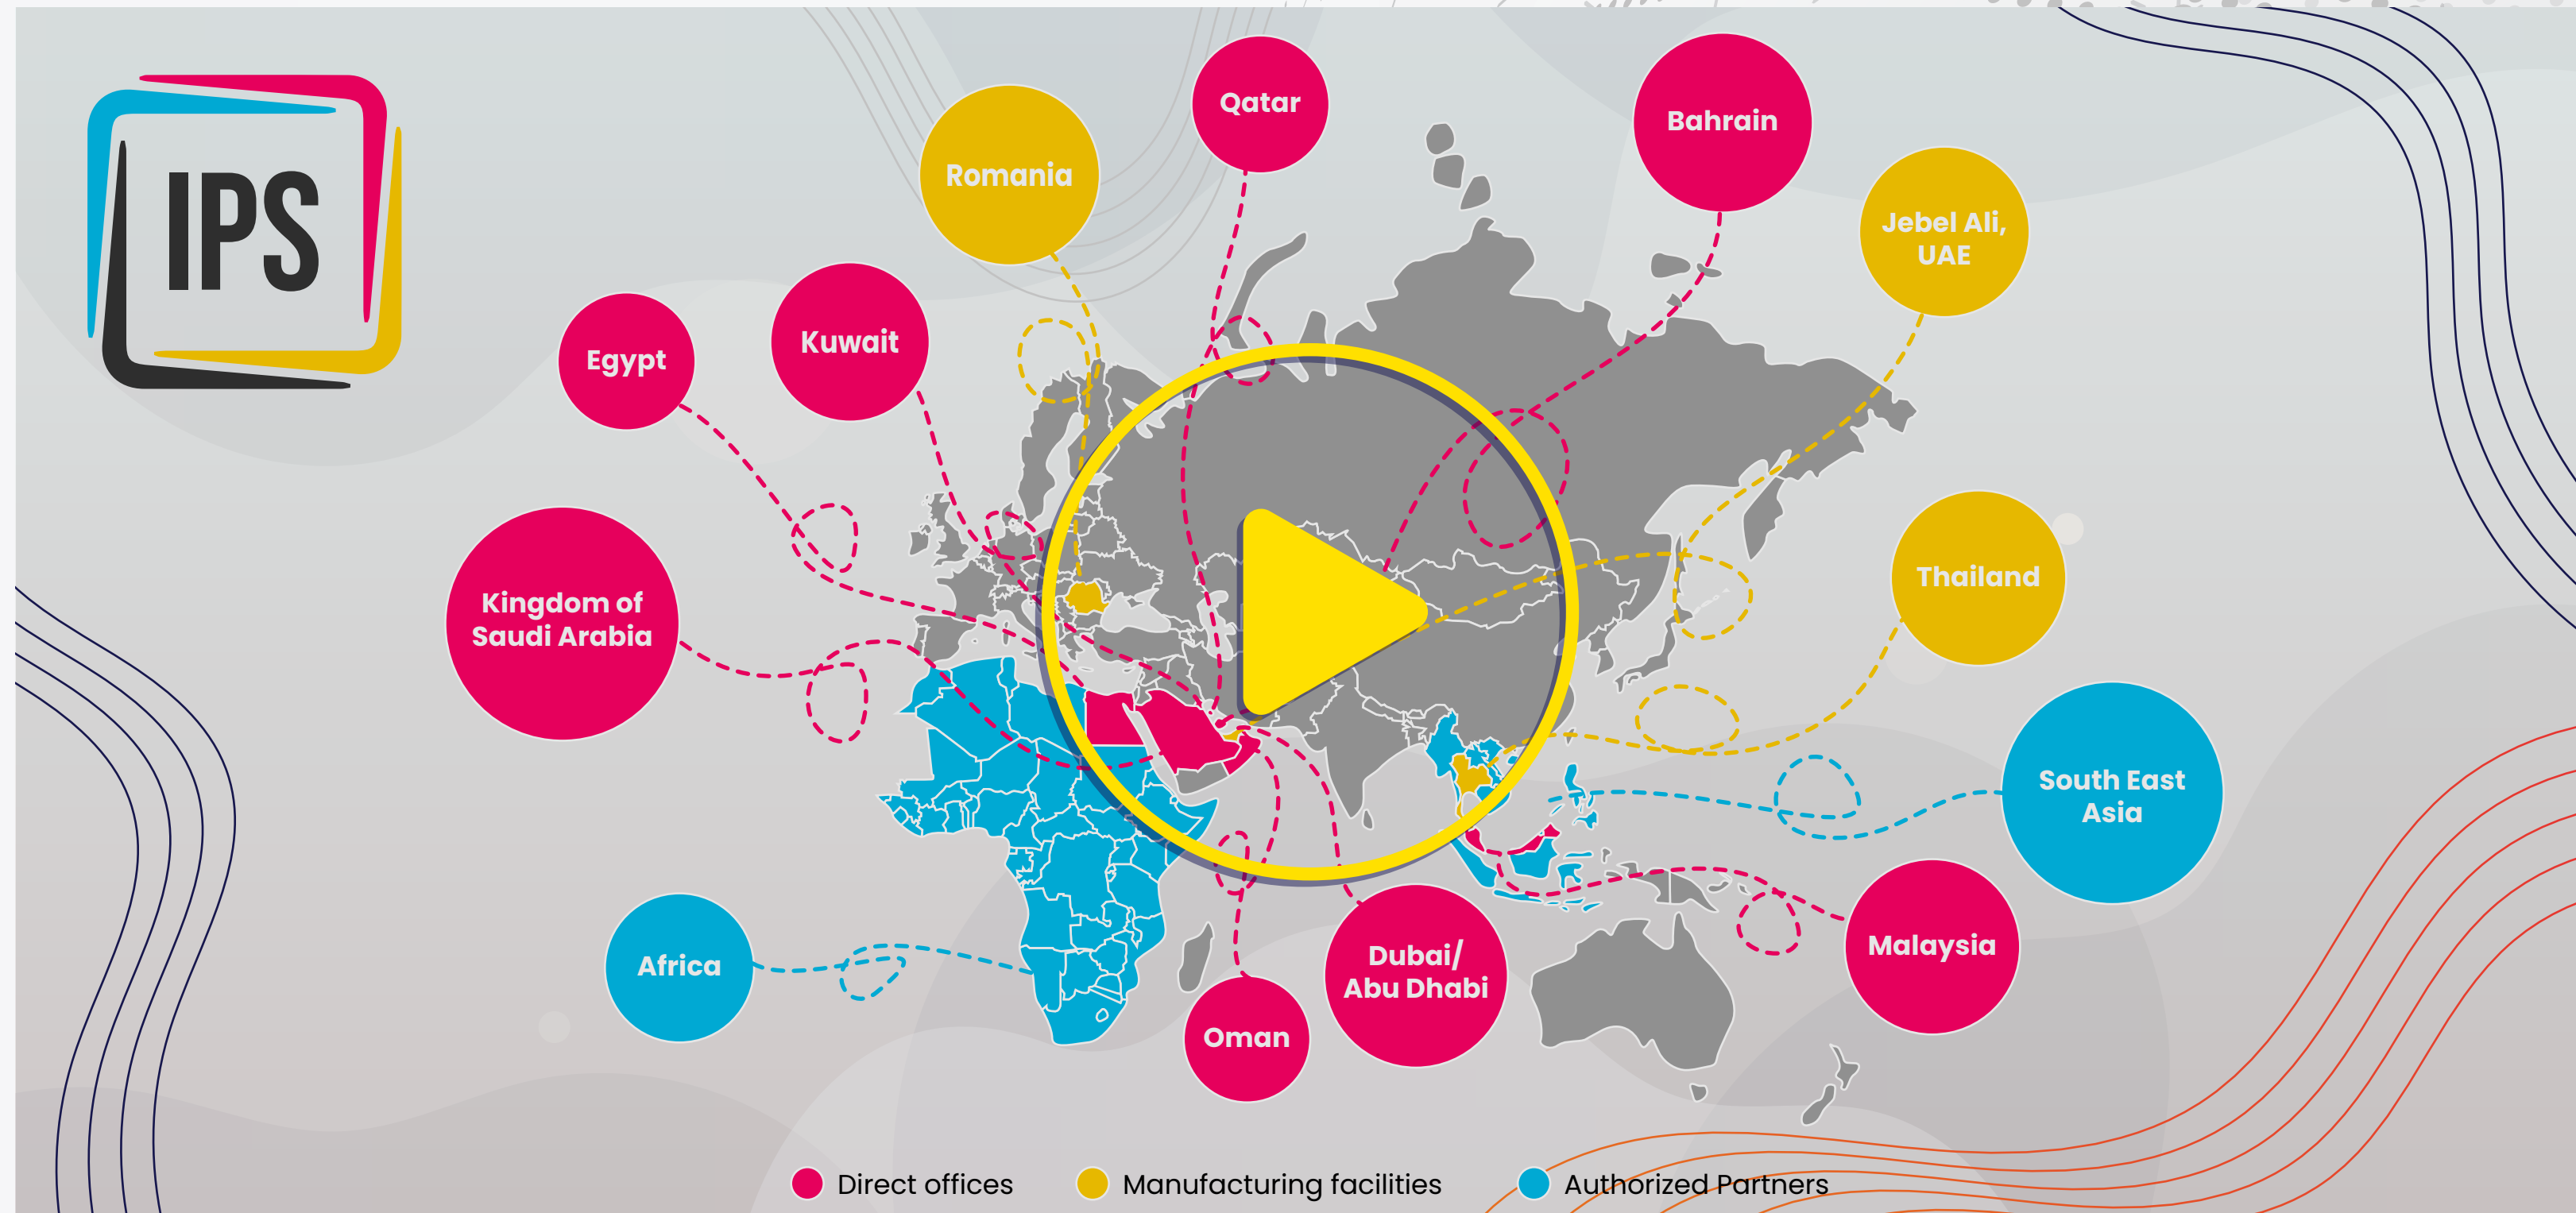 IPS
Qatar
Bahrain
Romania
Jebel Ali,
UAE
Kuwait
Egypt
Thailand
Kingdom of
Saudi Arabia
South East
Asia
Malaysia
Africa
Dubai/
Abu Dhabi
Oman
Direct offices
Manufacturing facilities
Authorized Partners